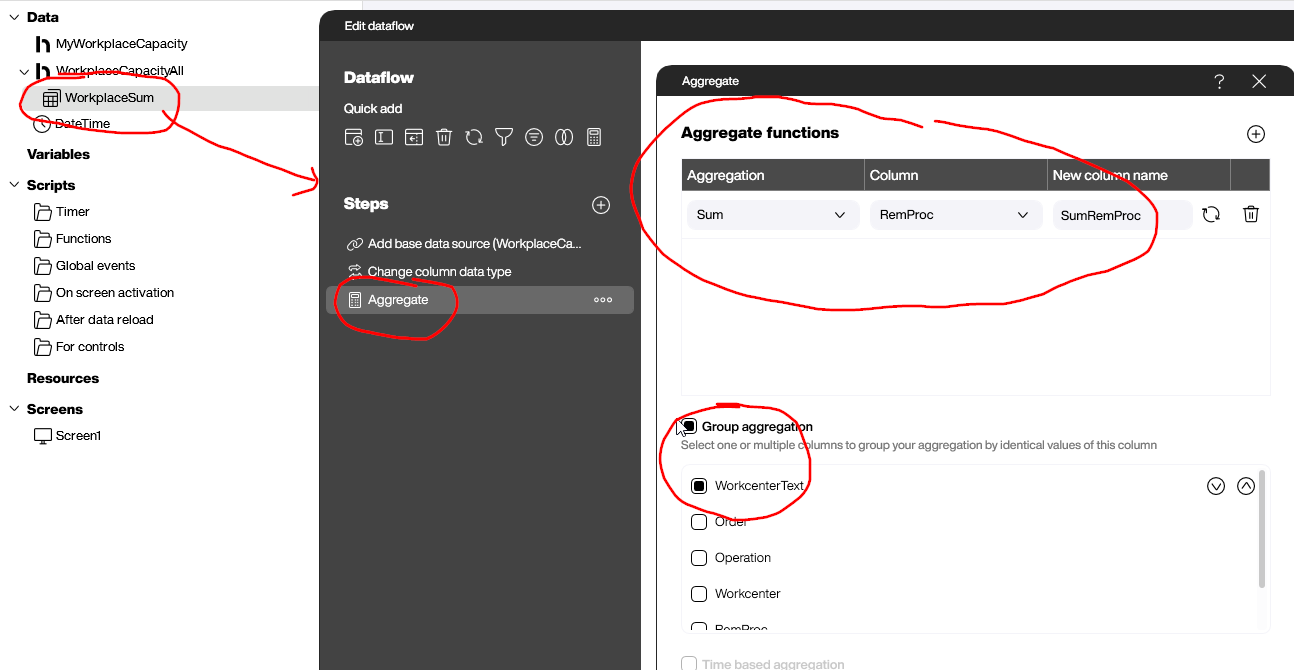 Data
MyWorkplaceCapacity
WorkplaceCapacityAll
WorkplaceSum
DateTime
Variables
Scripts
Timer
Functions
Global events
On screen activation
After data reload
For controls
Resources
Screens
Screen1
Edit dataflow
Dataflow
Quick add
Steps
Add base data source (WorkplaceCa...
Change column data type
Aggregate
Aggregate
?
Aggregate functions
Aggregation Column New column name
Sum RemProc SumRemProc
Group aggregation
Select one or multiple columns to group your aggregation by identical values of this column
WorkcenterText
Order
Operation
Workcenter
RemProc
Time based aggregation